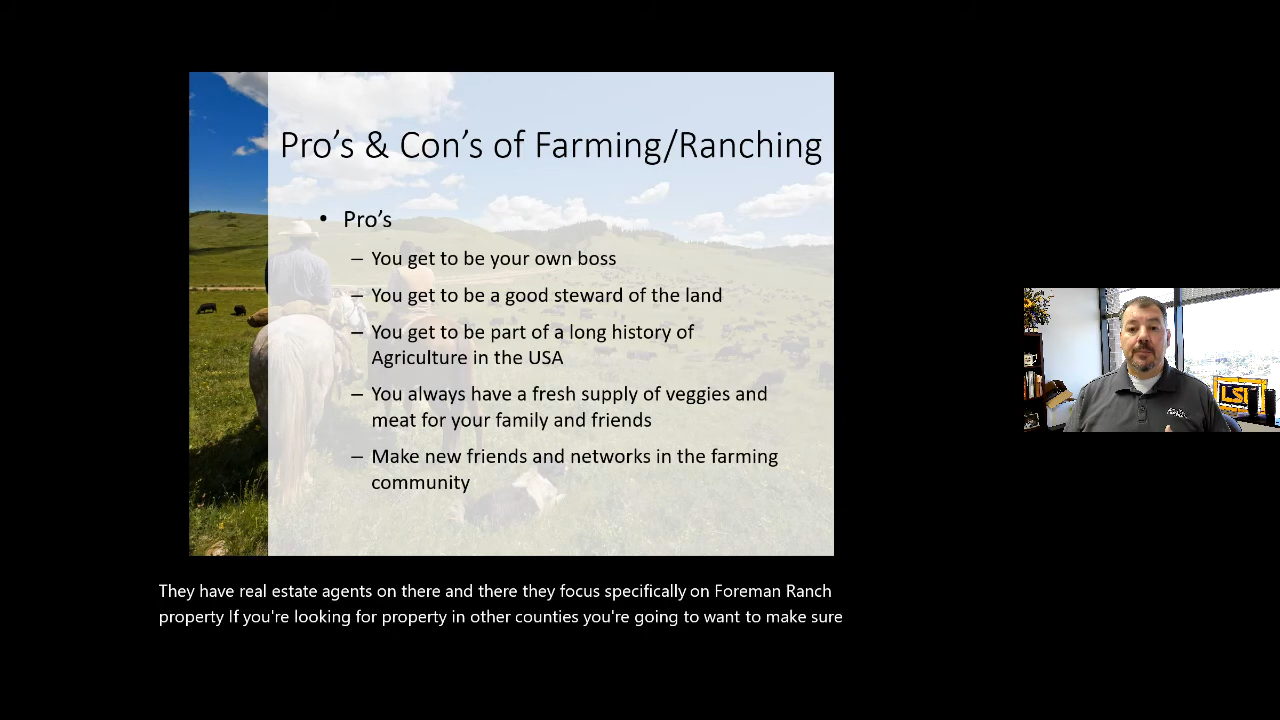 Pro's & Con's of Farming/Ranching
• Pro's
– You get to be your own boss
– You get to be a good steward of the land
– You get to be part of a long history of
Agriculture in the USA
– You always have a fresh supply of veggies and
meat for your family and friends
– Make new friends and networks in the farming
community
They have real estate agents on there and there they focus specifically on Foreman Ranch
property If you're looking for property in other counties you're going to want to make sure